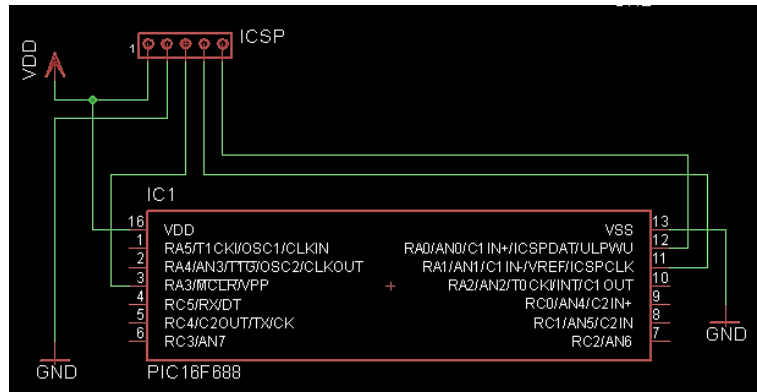 ICSP
1
VDD
IC1
16 VDD VSS 13
1 RA5/T1CKI/OSC1/CLKIN RA0/AN0/C1IN+/ICSPDAT/ULPWU 12
2 RA4/AN3/T1G/OSC2/CLKOUT RA1/AN1/C1IN-/VREF/ICSPCLK 11
3 RA3/MCLR/VPP RA2/AN2/T0CKI/INT/C1OUT 10
4 RC5/RX/DT RC0/AN4/C2IN+ 9
5 RC4/C2OUT/TX/CK RC1/AN5/C2IN 8
6 RC3/AN7 RC2/AN6 7
GND
GND
PIC16F688